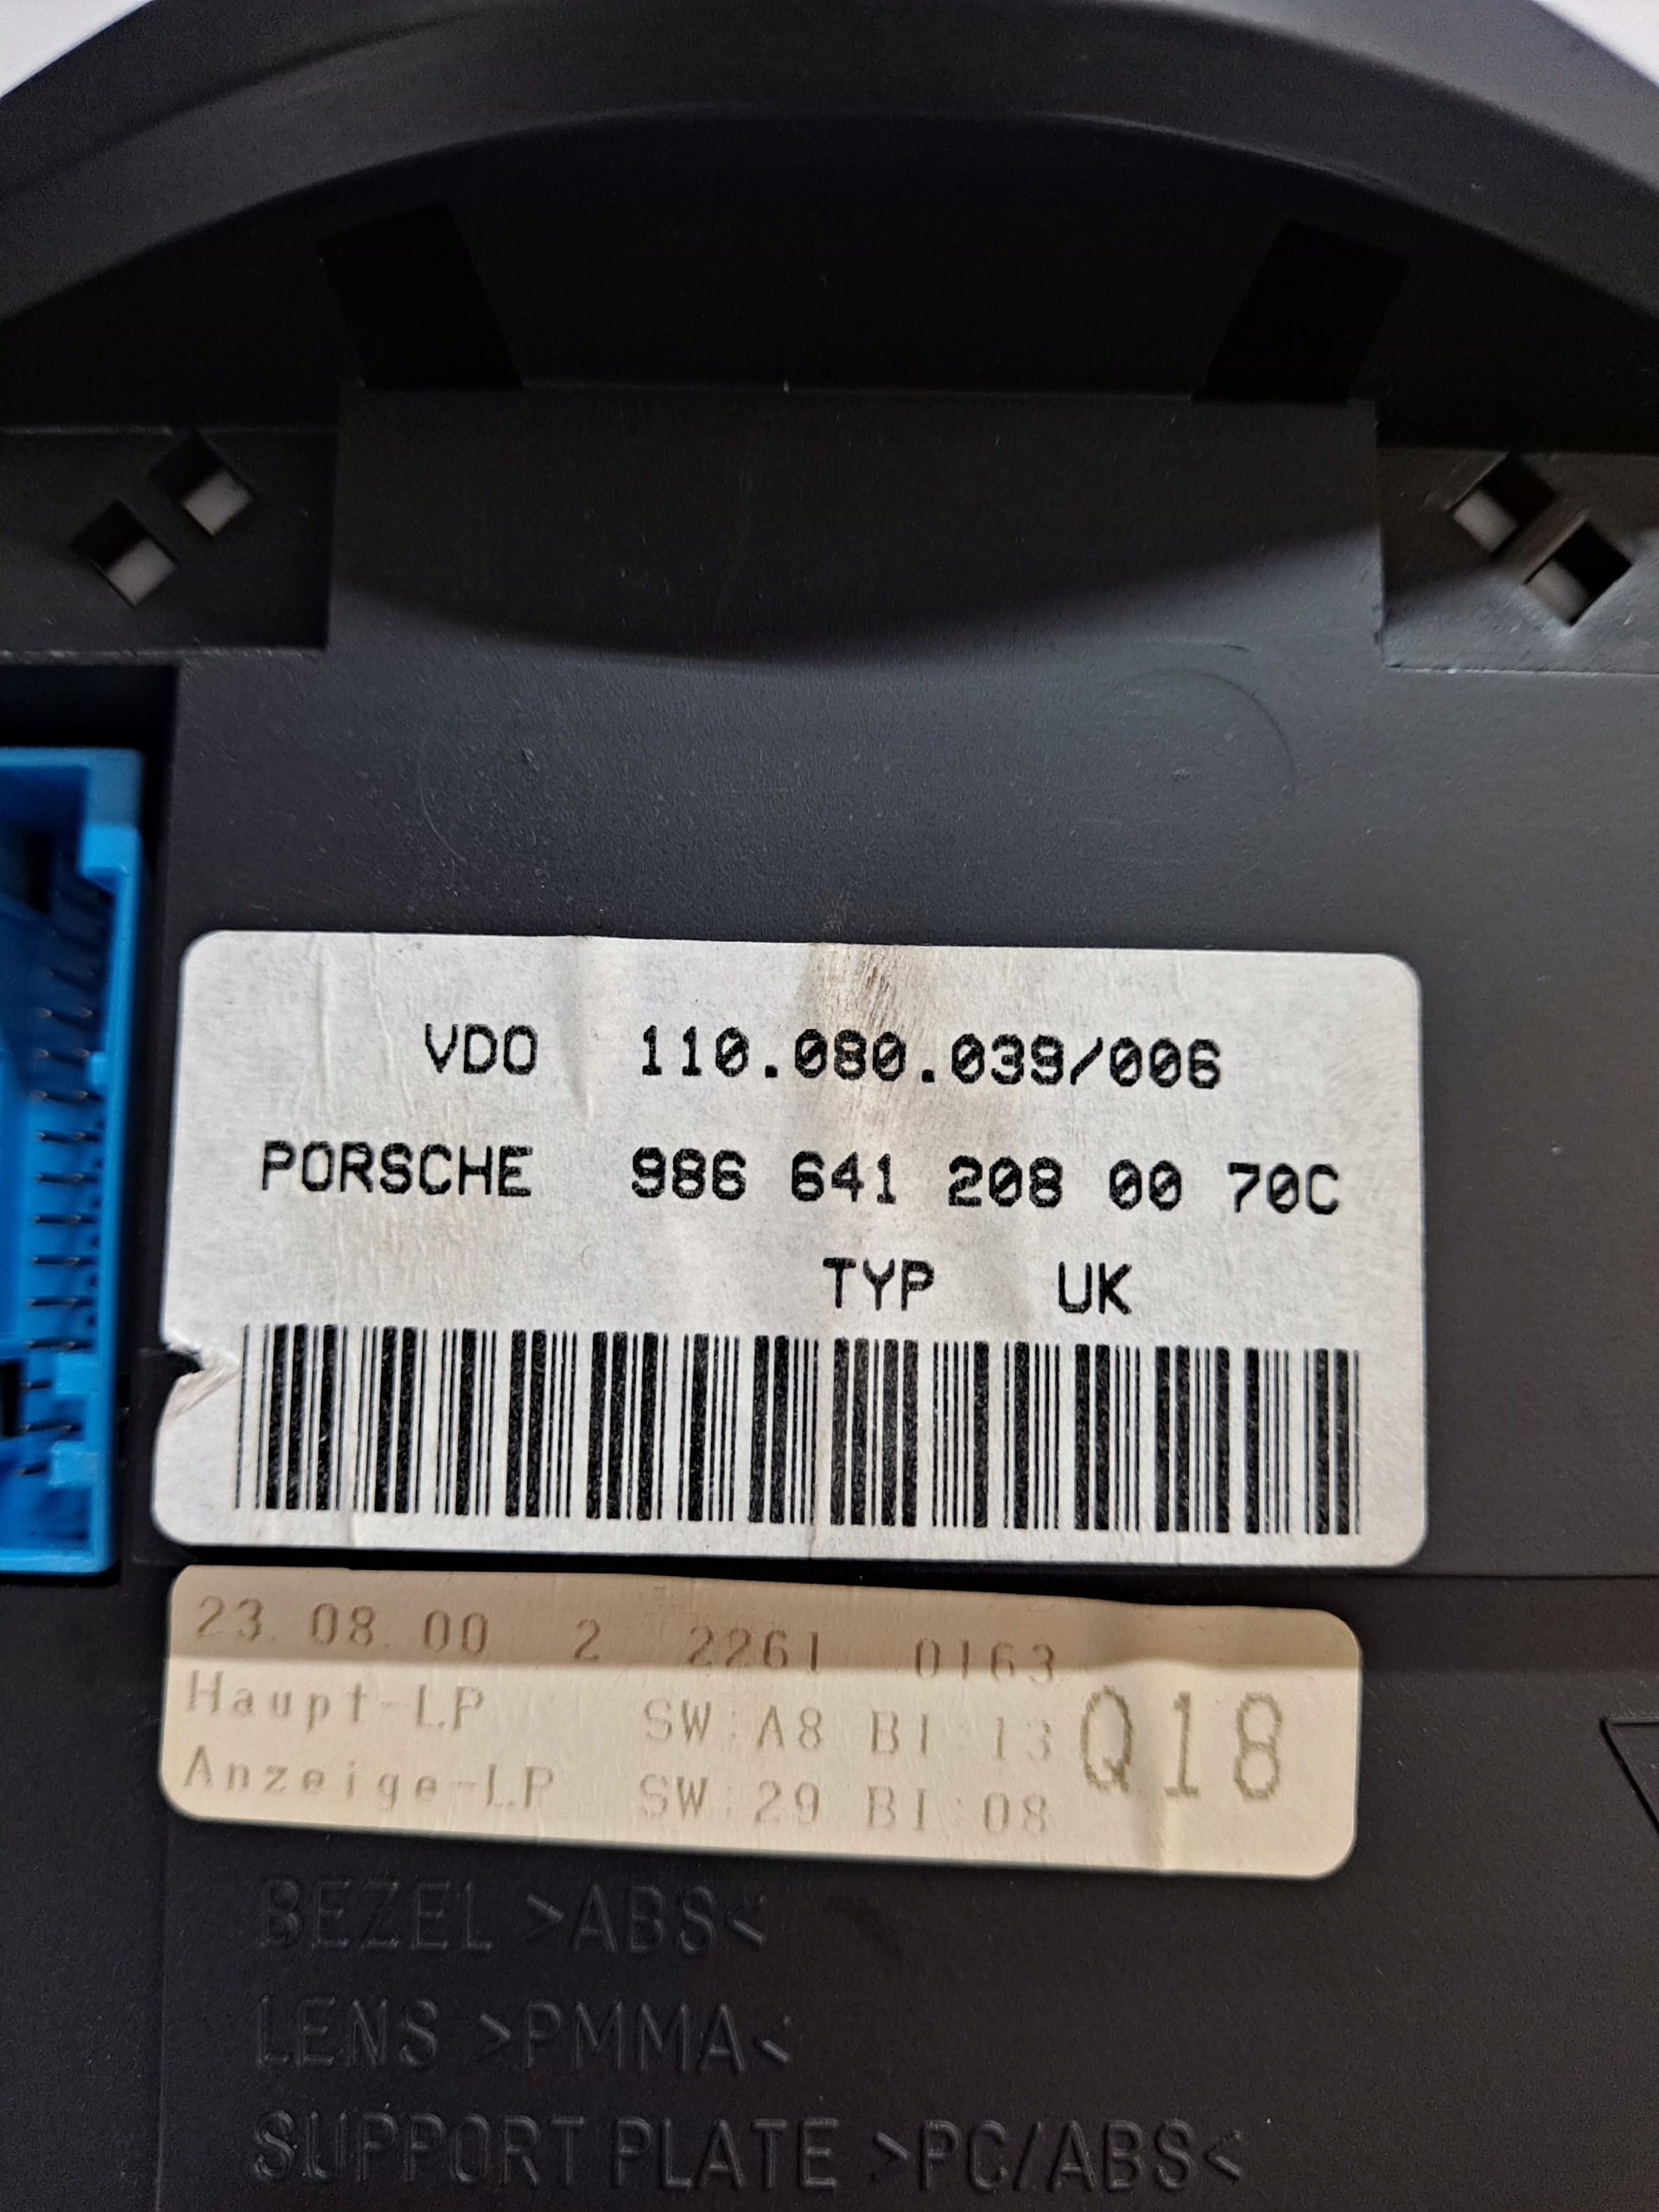 VDO 110.080.039/006
PORSCHE 986 641 208 00 70C
TYP UK
23.08.00 2 2261 0163
Haupt-LP SW:A8 BI:13 Q18
Anzeige-LP SW:29 BI:08
BEZEL >ABS<
LENS >PMMA<
SUPPORT PLATE >PC/ABS<